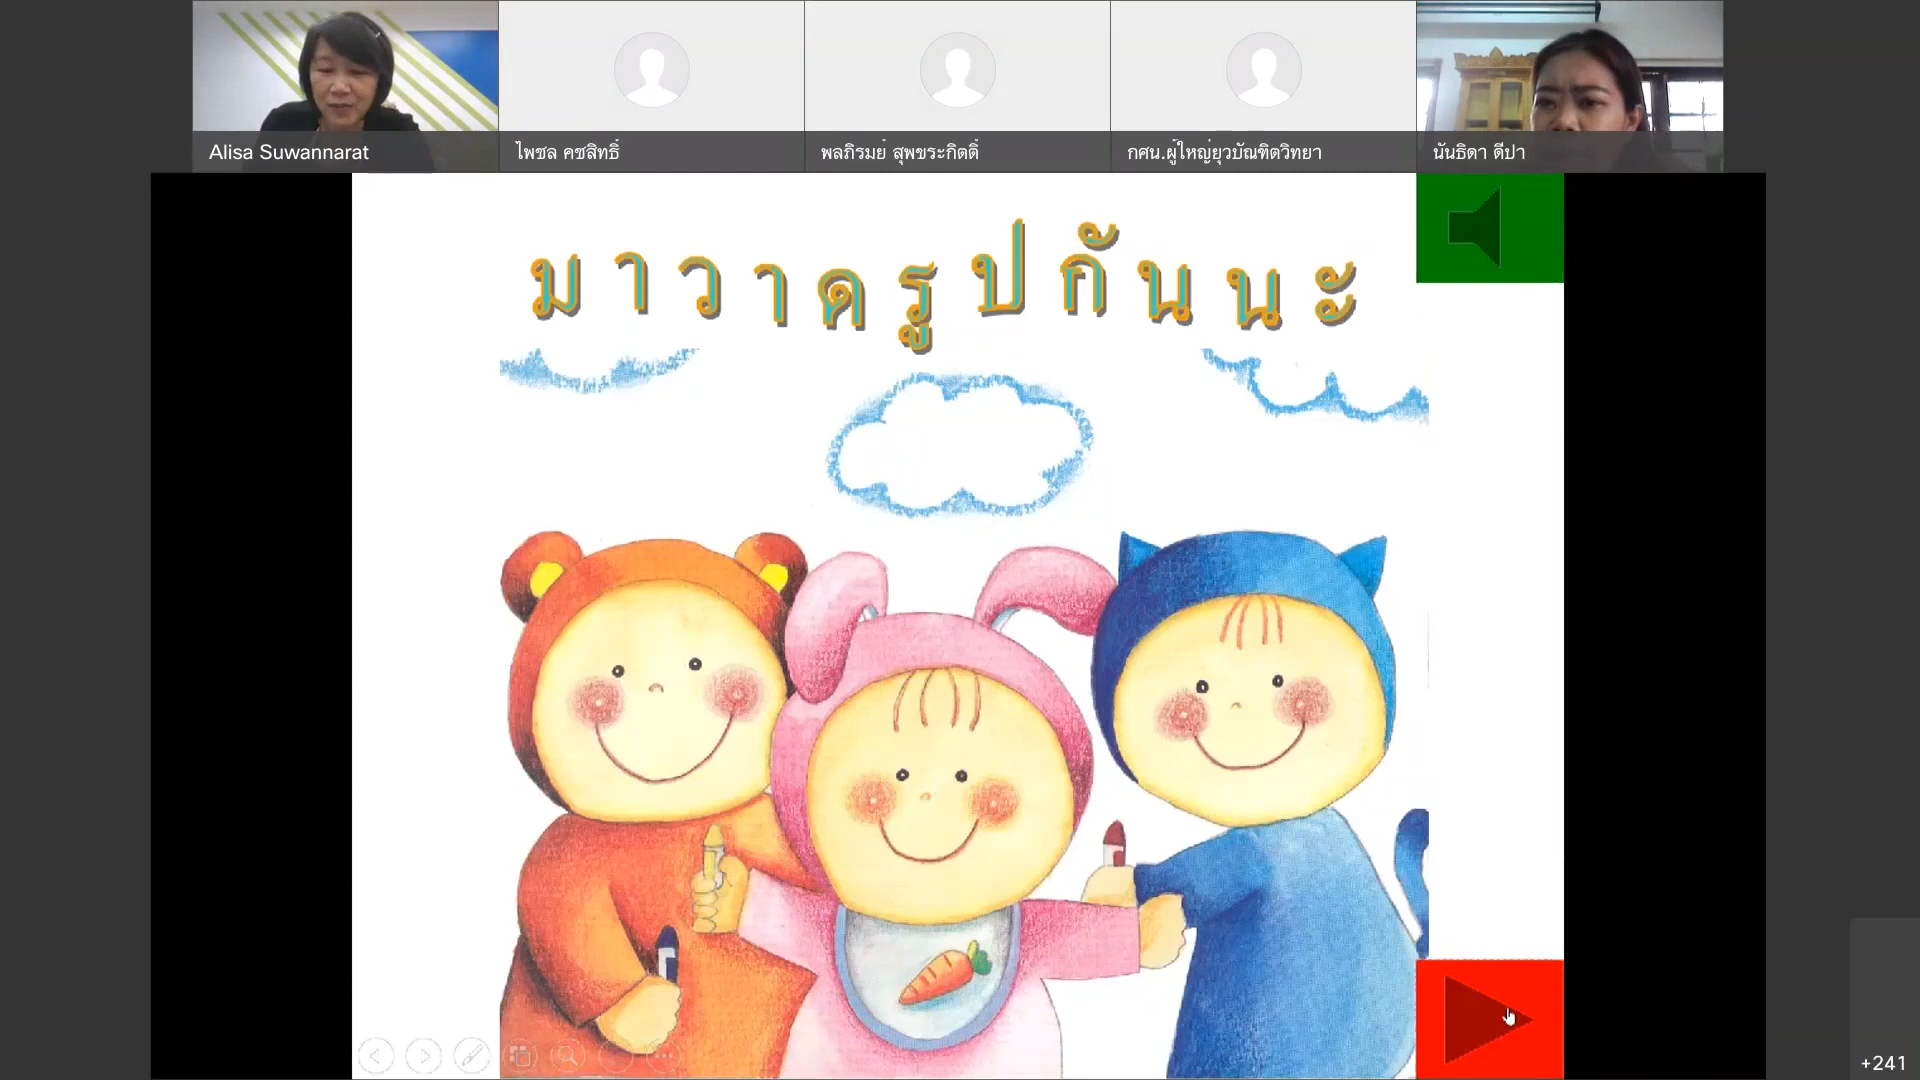 Alisa Suwannarat
ไพชล คชสิทธิ์
พลภิรมย์ สุพขระกิตติ์
กศน.ผู้ใหญ่ยุวบัณฑิตวิทยา
นันธิดา ดีปา
มาวาดรูปกันนะ
+241